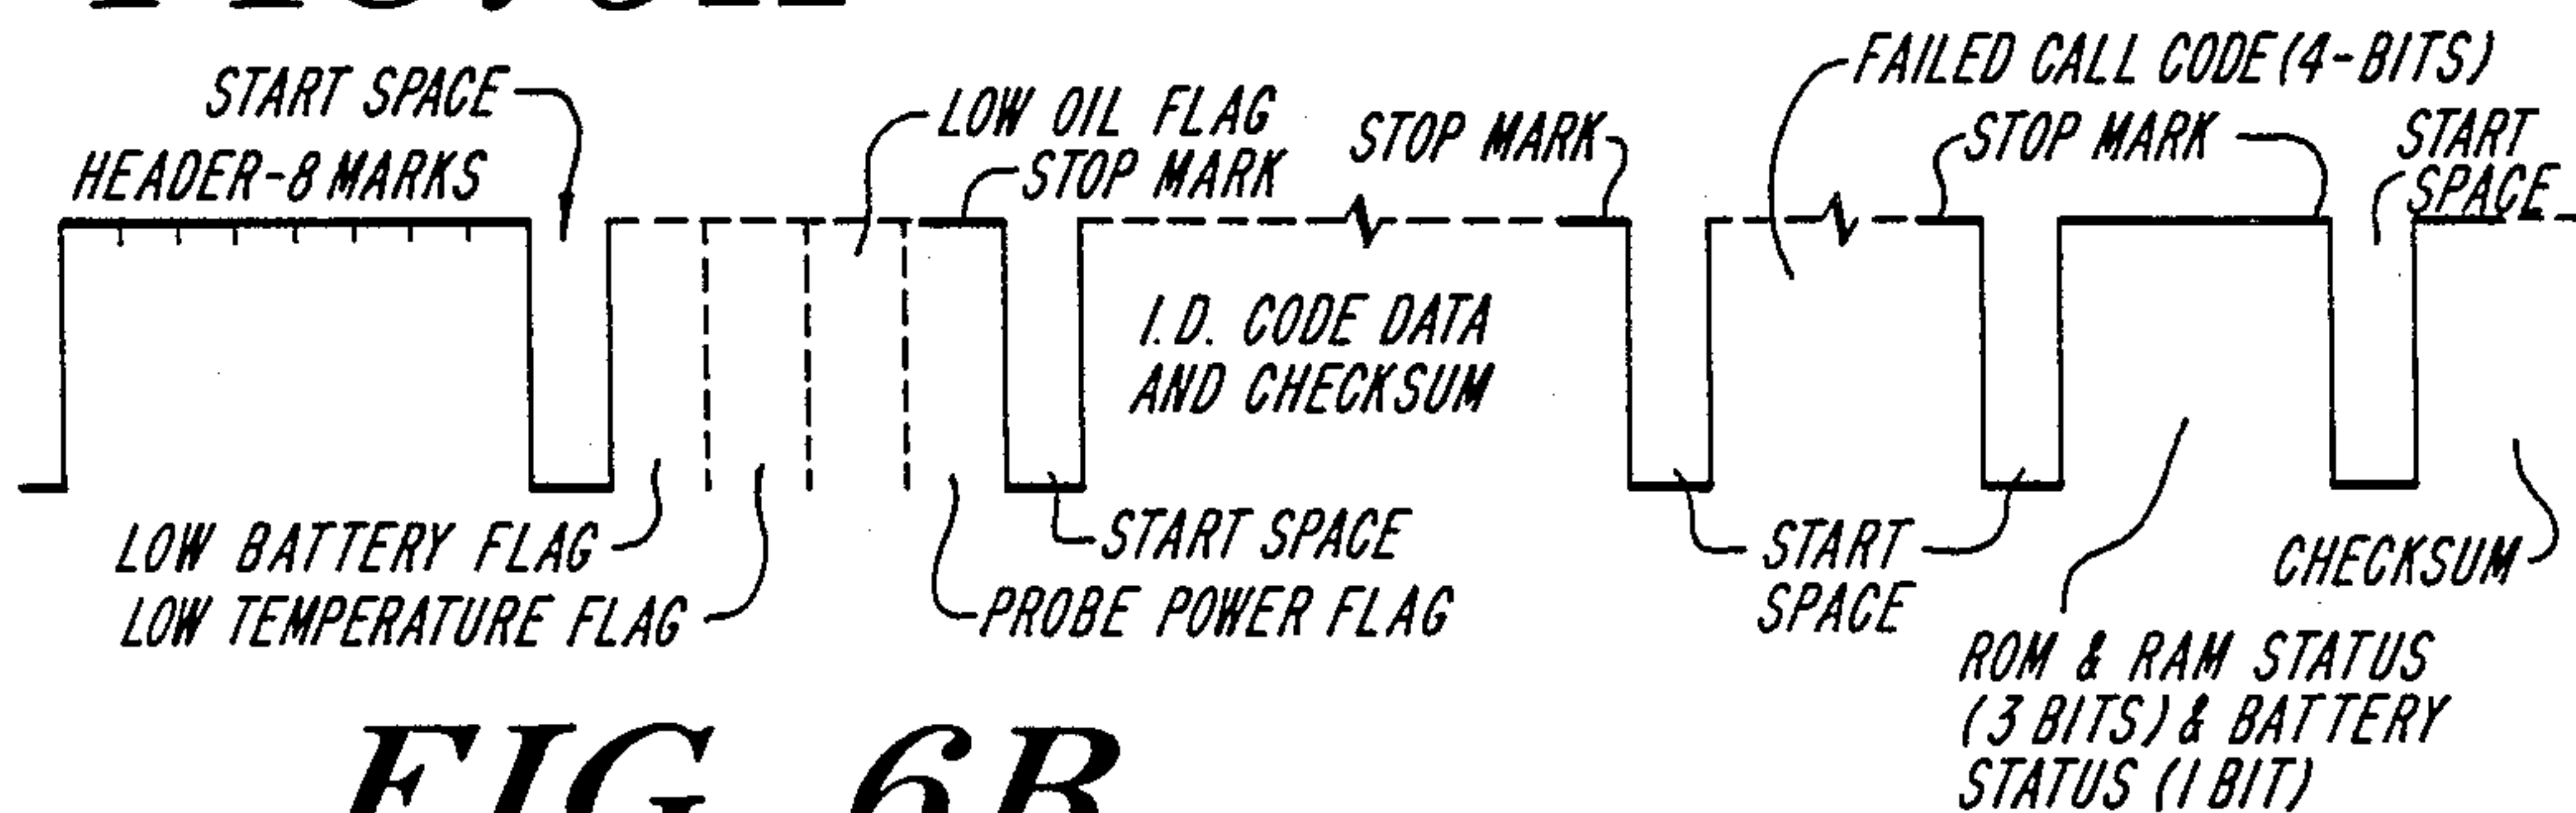 START SPACE
HEADER-8 MARKS
LOW OIL FLAG
STOP MARK
STOP MARK
FAILED CALL CODE (4-BITS)
STOP MARK
START
SPACE
I.D. CODE DATA
AND CHECKSUM
LOW BATTERY FLAG
LOW TEMPERATURE FLAG
START SPACE
PROBE POWER FLAG
START
SPACE
CHECKSUM
ROM & RAM STATUS
(3 BITS) & BATTERY
STATUS (1 BIT)
FIG. 6B